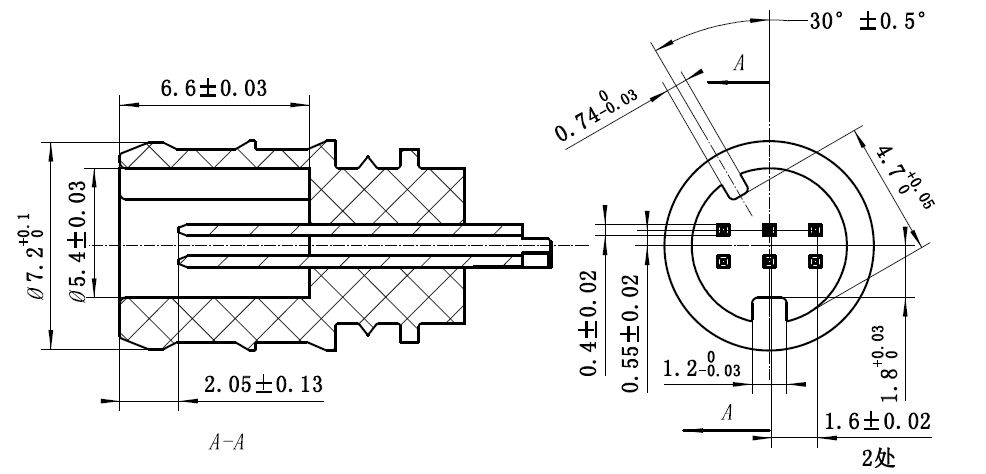 30° ±0.5°
A
6.6±0.03
0.74 0 -0.03
4.7 +0.05 0
Ø7.2 +0.1 0
Ø5.4±0.03
0.4±0.02
0.55±0.02
1.2 0 -0.03
1.8 +0.03 0
2.05±0.13
A
1.6±0.02
2处
A-A